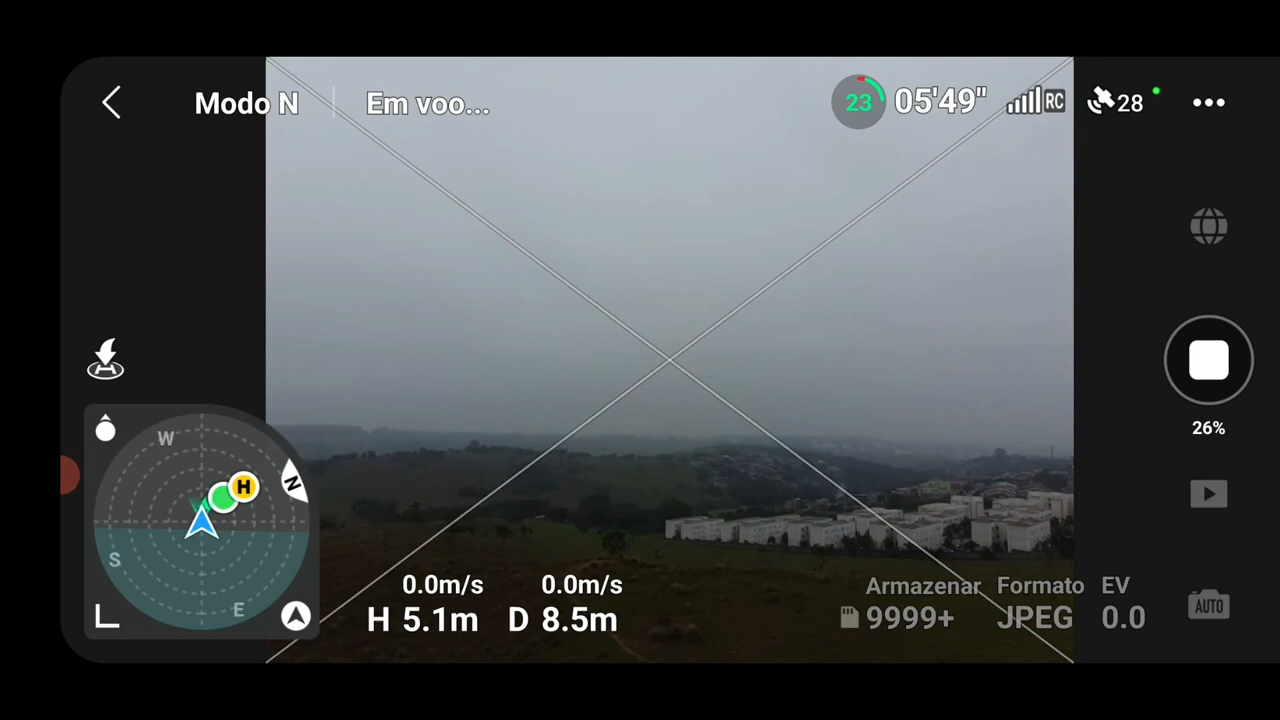 Modo N
Em voo...
23
05'49"
RC
28
26%
W
N
H
S
E
0.0m/s 0.0m/s
H 5.1m D 8.5m
Armazenar Formato EV
9999+ JPEG 0.0
AUTO